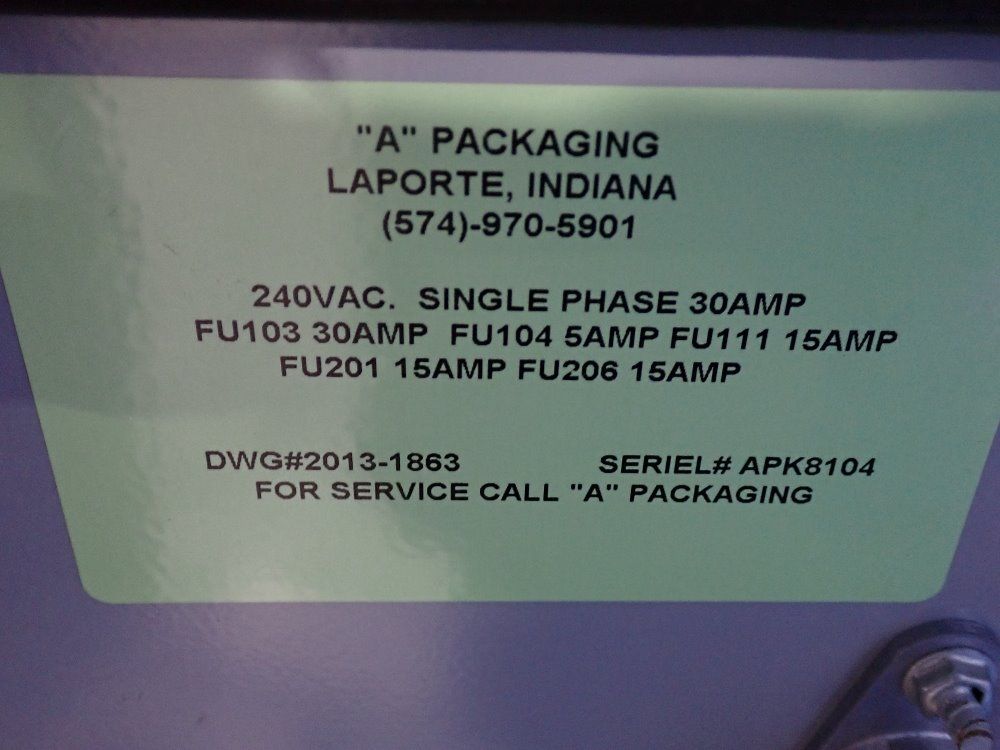 "A" PACKAGING
LAPORTE, INDIANA
(574)-970-5901
240VAC. SINGLE PHASE 30AMP
FU103 30AMP FU104 5AMP FU111 15AMP
FU201 15AMP FU206 15AMP
DWG#2013-1863 SERIEL# APK8104
FOR SERVICE CALL "A" PACKAGING